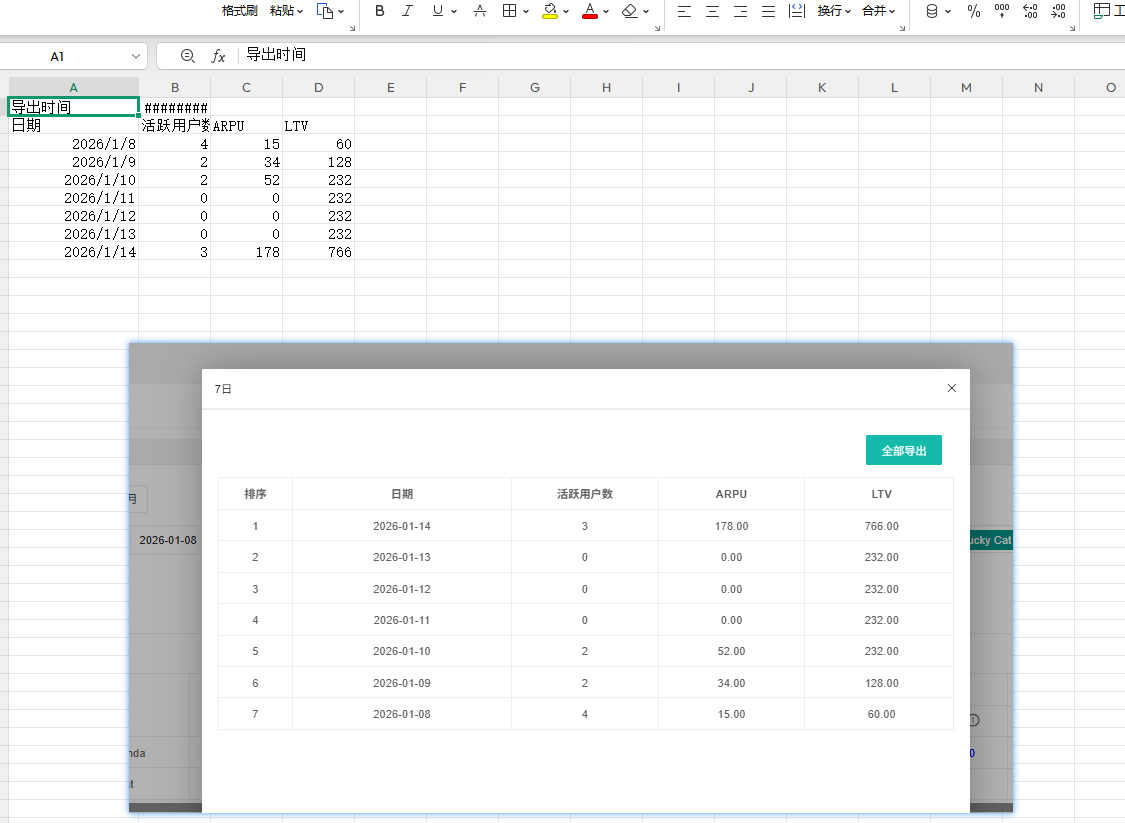 格式刷 粘贴 B I U A 换行 合并 %
A1 fx 导出时间
A B C D E F G H I J K L M N O
导出时间 ########
日期 活跃用户数 ARPU LTV
2026/1/8 4 15 60
2026/1/9 2 34 128
2026/1/10 2 52 232
2026/1/11 0 0 232
2026/1/12 0 0 232
2026/1/13 0 0 232
2026/1/14 3 178 766
7日
全部导出
排序 日期 活跃用户数 ARPU LTV
月
1 2026-01-14 3 178.00 766.00
2026-01-08 ucky Cat
2 2026-01-13 0 0.00 232.00
3 2026-01-12 0 0.00 232.00
4 2026-01-11 0 0.00 232.00
5 2026-01-10 2 52.00 232.00
6 2026-01-09 2 34.00 128.00
7 2026-01-08 4 15.00 60.00
nda 0